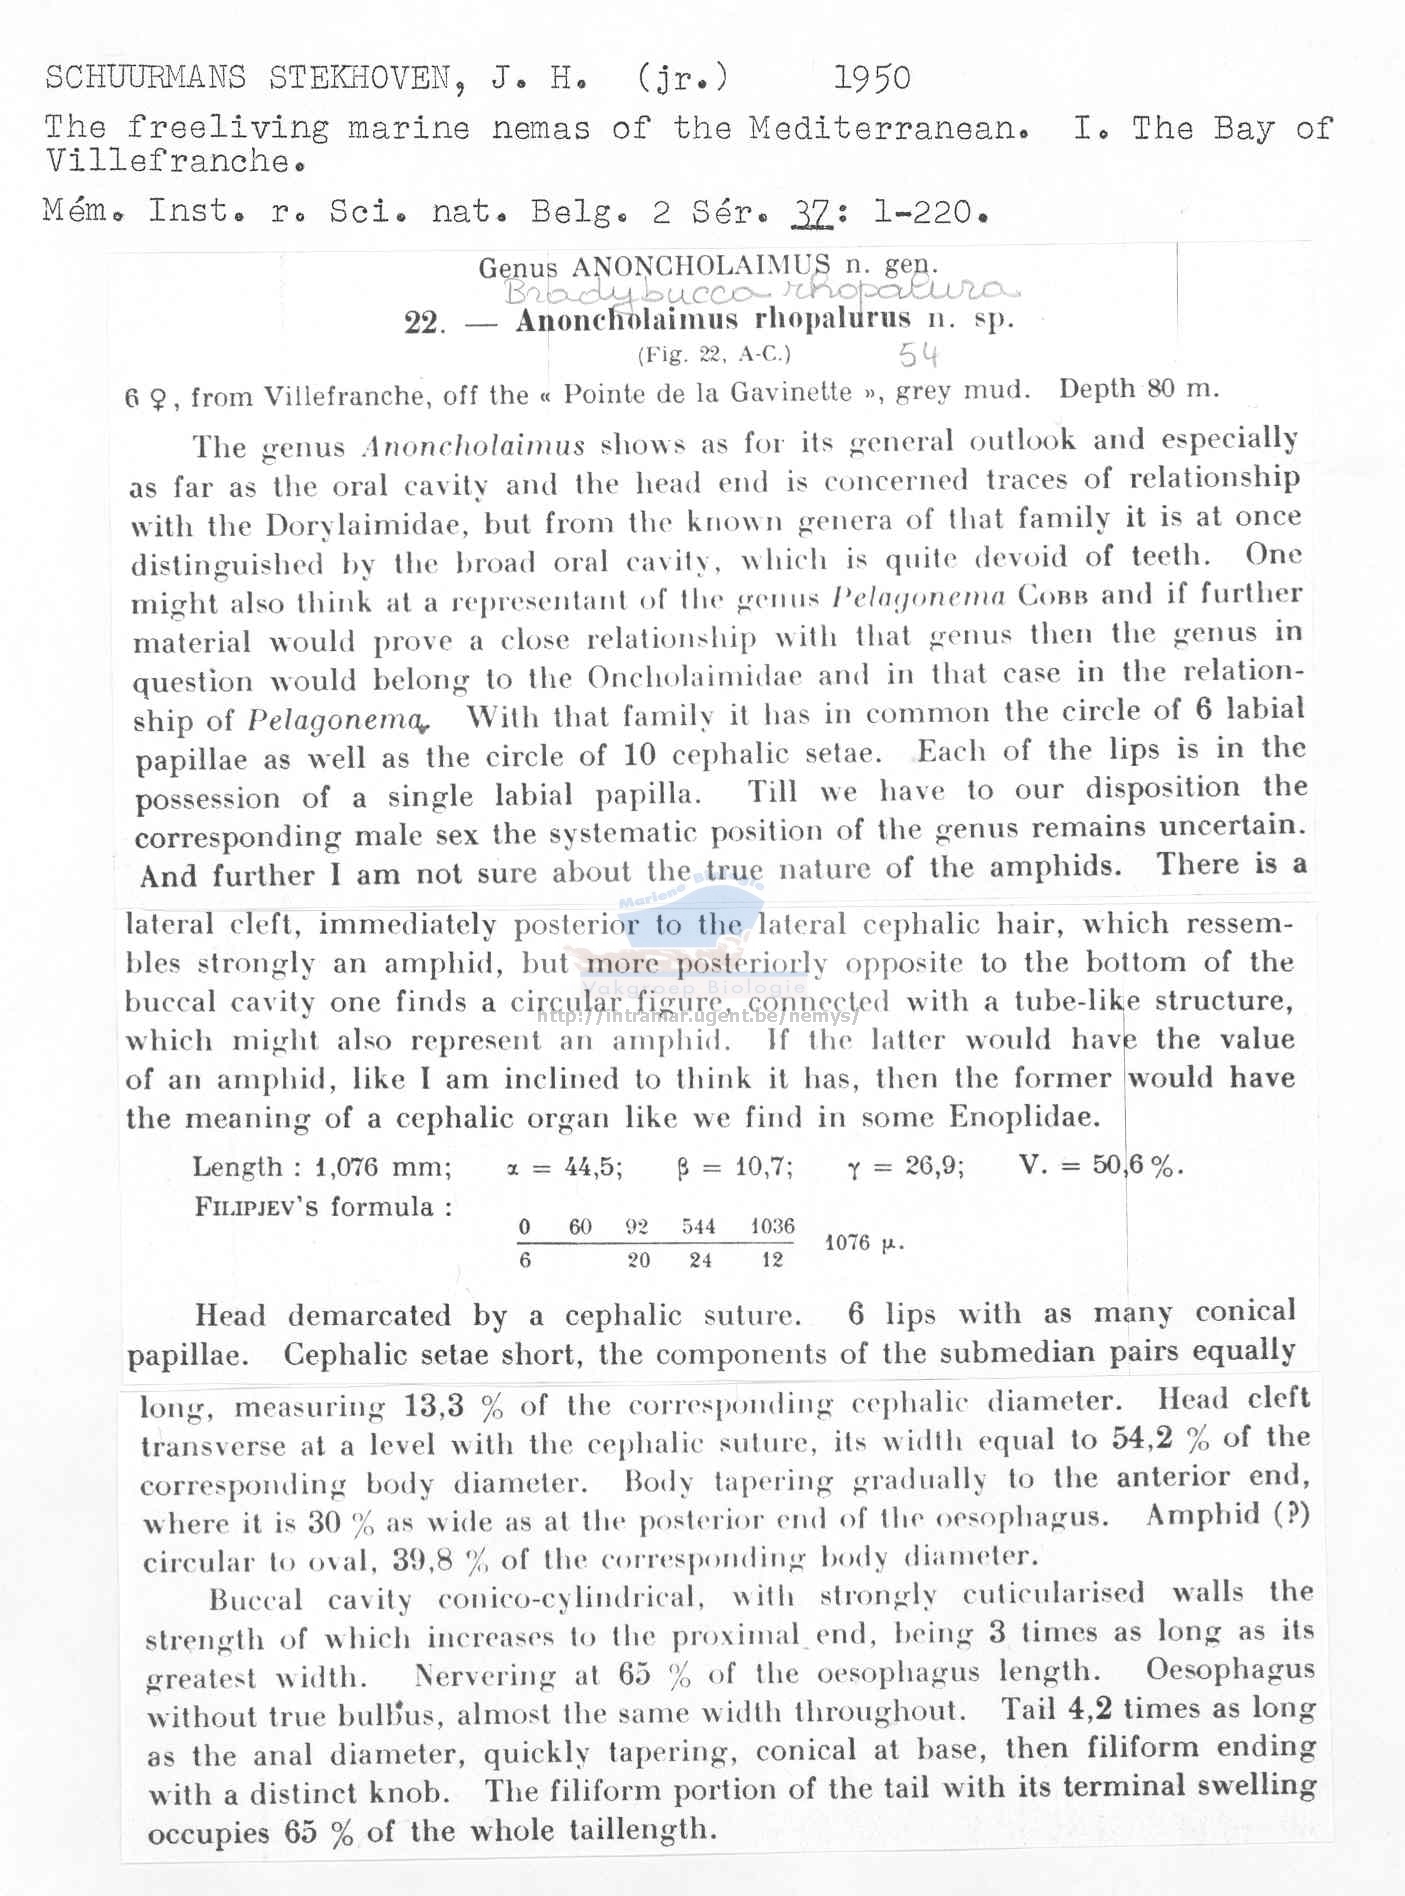 SCHUURMANS STEKHOVEN, J. H. (jr.) 1950
The freeliving marine nemas of the Mediterranean. I. The Bay of
Villefranche.
Mém. Inst. r. Sci. nat. Belg. 2 Sér. 37: 1-220.
Genus ANONCHOLAIMUS n. gen.
Bradybucca rhopalura
22. — Anoncholaimus rhopalurus n. sp.
(Fig. 22, A-C.) 54
6 ♀, from Villefranche, off the « Pointe de la Gavinette », grey mud. Depth 80 m.
The genus Anoncholaimus shows as for its general outlook and especially
as far as the oral cavity and the head end is concerned traces of relationship
with the Dorylaimidae, but from the known genera of that family it is at once
distinguished by the broad oral cavity, which is quite devoid of teeth. One
might also think at a representant of the genus Pelagonema COBB and if further
material would prove a close relationship with that genus then the genus in
question would belong to the Oncholaimidae and in that case in the relation-
ship of Pelagonema. With that family it has in common the circle of 6 labial
papillae as well as the circle of 10 cephalic setae. Each of the lips is in the
possession of a single labial papilla. Till we have to our disposition the
corresponding male sex the systematic position of the genus remains uncertain.
And further I am not sure about the true nature of the amphids. There is a
Mariene Biologie
lateral cleft, immediately posterior to the lateral cephalic hair, which ressem-
bles strongly an amphid, but more posteriorly opposite to the bottom of the
Vakgroep Biologie
buccal cavity one finds a circular figure, connected with a tube-like structure,
http://intramar.ugent.be/nemys/
which might also represent an amphid. If the latter would have the value
of an amphid, like I am inclined to think it has, then the former would have
the meaning of a cephalic organ like we find in some Enoplidae.
Length : 1,076 mm; α = 44,5; β = 10,7; γ = 26,9; V. = 50,6 %.
FILIPJEV'S formula :
0 60 92 544 1036
1076 μ.
6 20 24 12
Head demarcated by a cephalic suture. 6 lips with as many conical
papillae. Cephalic setae short, the components of the submedian pairs equally
long, measuring 13,3 % of the corresponding cephalic diameter. Head cleft
transverse at a level with the cephalic suture, its width equal to 54,2 % of the
corresponding body diameter. Body tapering gradually to the anterior end,
where it is 30 % as wide as at the posterior end of the oesophagus. Amphid (?)
circular to oval, 39,8 % of the corresponding body diameter.
Buccal cavity conico-cylindrical, with strongly cuticularised walls the
strength of which increases to the proximal end, being 3 times as long as its
greatest width. Nervering at 65 % of the oesophagus length. Oesophagus
without true bulbus, almost the same width throughout. Tail 4,2 times as long
as the anal diameter, quickly tapering, conical at base, then filiform ending
with a distinct knob. The filiform portion of the tail with its terminal swelling
occupies 65 % of the whole taillength.